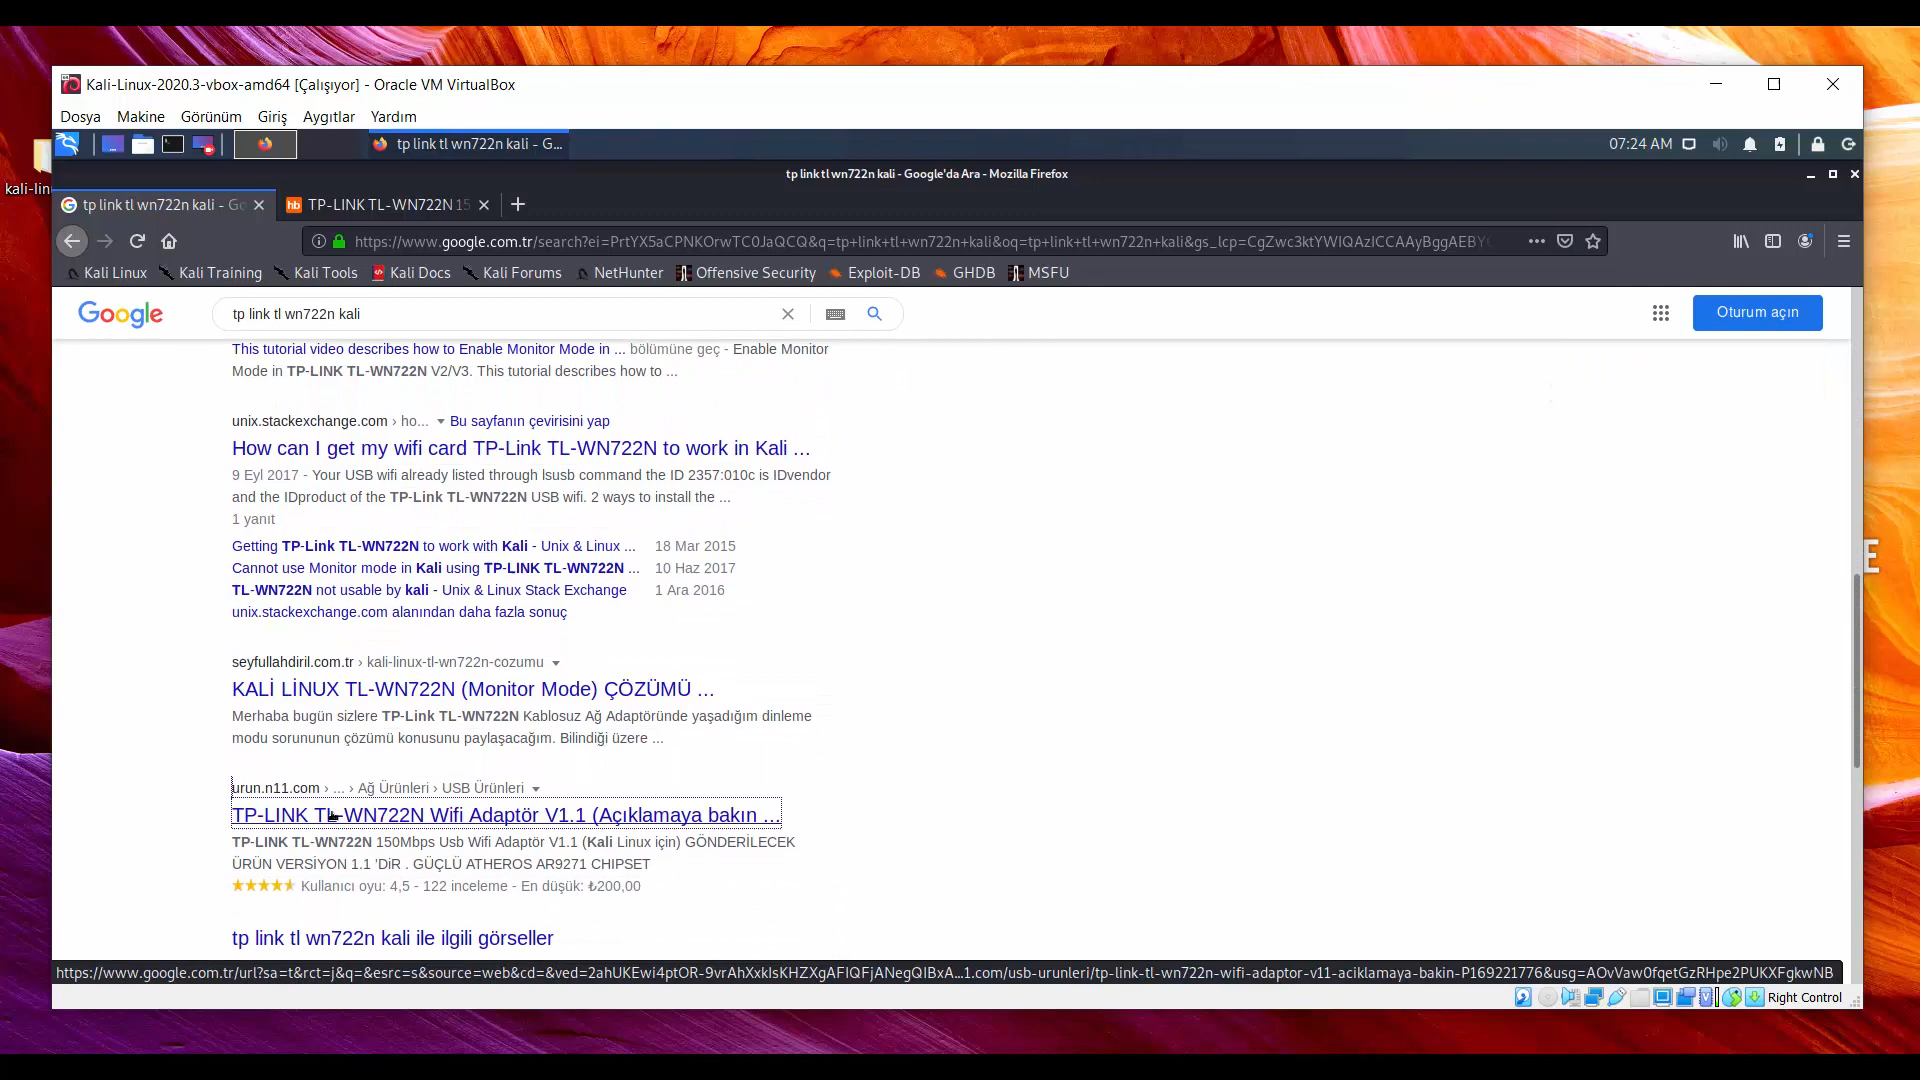 kali-lin
Kali-Linux-2020.3-vbox-amd64 [Çalışıyor] - Oracle VM VirtualBox
Dosya Makine Görünüm Giriş Aygıtlar Yardım
tp link tl wn722n kali - G...
07:24 AM
tp link tl wn722n kali - Google'da Ara - Mozilla Firefox
tp link tl wn722n kali - Go
hb TP-LINK TL-WN722N 15
https://www.google.com.tr/search?ei=PrtYX5aCPNKOrwTC0JaQCQ&q=tp+link+tl+wn722n+kali&oq=tp+link+tl+wn722n+kali&gs_lcp=CgZwc3ktYWIQAzICCAAyBggAEBYQ
Kali Linux Kali Training Kali Tools Kali Docs Kali Forums NetHunter Offensive Security Exploit-DB GHDB MSFU
Google
tp link tl wn722n kali
Oturum açın
This tutorial video describes how to Enable Monitor Mode in ... bölümüne geç - Enable Monitor
Mode in TP-LINK TL-WN722N V2/V3. This tutorial describes how to ...
unix.stackexchange.com › ho... Bu sayfanın çevirisini yap
How can I get my wifi card TP-Link TL-WN722N to work in Kali ...
9 Eyl 2017 - Your USB wifi already listed through lsusb command the ID 2357:010c is IDvendor
and the IDproduct of the TP-Link TL-WN722N USB wifi. 2 ways to install the ...
1 yanıt
Getting TP-Link TL-WN722N to work with Kali - Unix & Linux ... 18 Mar 2015
Cannot use Monitor mode in Kali using TP-LINK TL-WN722N ... 10 Haz 2017
TL-WN722N not usable by kali - Unix & Linux Stack Exchange 1 Ara 2016
unix.stackexchange.com alanından daha fazla sonuç
seyfullahdiril.com.tr › kali-linux-tl-wn722n-cozumu
KALİ LİNUX TL-WN722N (Monitor Mode) ÇÖZÜMÜ ...
Merhaba bugün sizlere TP-Link TL-WN722N Kablosuz Ağ Adaptöründe yaşadığım dinleme
modu sorununun çözümü konusunu paylaşacağım. Bilindiği üzere ...
urun.n11.com › ... › Ağ Ürünleri › USB Ürünleri
TP-LINK TL-WN722N Wifi Adaptör V1.1 (Açıklamaya bakın ...
TP-LINK TL-WN722N 150Mbps Usb Wifi Adaptör V1.1 (Kali Linux için) GÖNDERİLECEK
ÜRÜN VERSİYON 1.1 'DiR . GÜÇLÜ ATHEROS AR9271 CHIPSET
Kullanıcı oyu: 4,5 - 122 inceleme - En düşük: ₺200,00
tp link tl wn722n kali ile ilgili görseller
https://www.google.com.tr/url?sa=t&rct=j&q=&esrc=s&source=web&cd=&ved=2ahUKEwi4ptOR-9vrAhXxkIsKHZXgAFIQFjANegQIBxA...1.com/usb-urunleri/tp-link-tl-wn722n-wifi-adaptor-v11-aciklamaya-bakin-P169221776&usg=AOvVaw0fqetGzRHpe2PUKXFgkwNB
Right Control
E